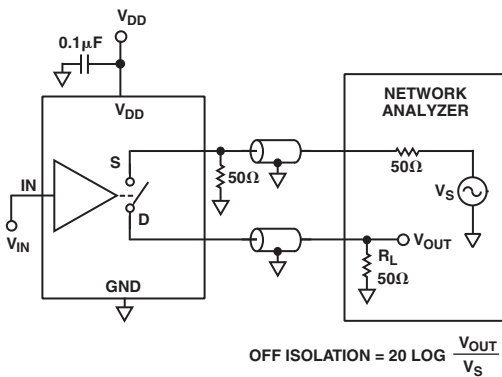 V_DD
0.1μF
V_DD
NETWORK
ANALYZER
S
50Ω
50Ω
IN
V_S
D
V_IN
V_OUT
R_L
50Ω
GND
OFF ISOLATION = 20 LOG V_OUT / V_S